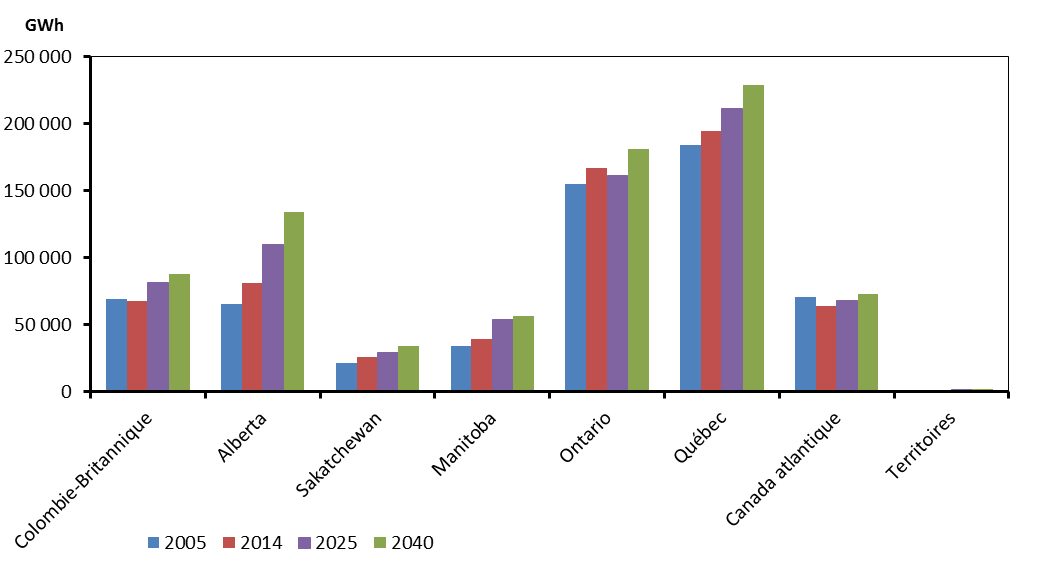 GWh
250 000
200 000
150 000
100 000
50 000
0
Colombie-Britannique
Alberta
Sakatchewan
Manitoba
Ontario
Québec
Canada atlantique
Territoires
2005 2014 2025 2040